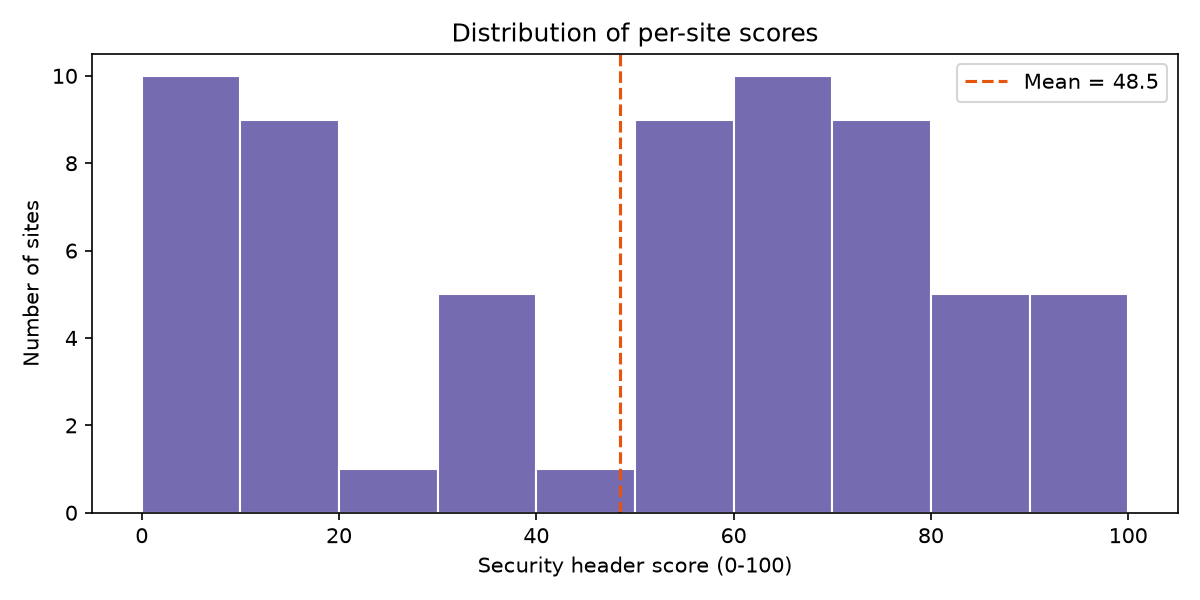 Distribution of per-site scores
Mean = 48.5
Number of sites
10
8
6
4
2
0
0 20 40 60 80 100
Security header score (0-100)